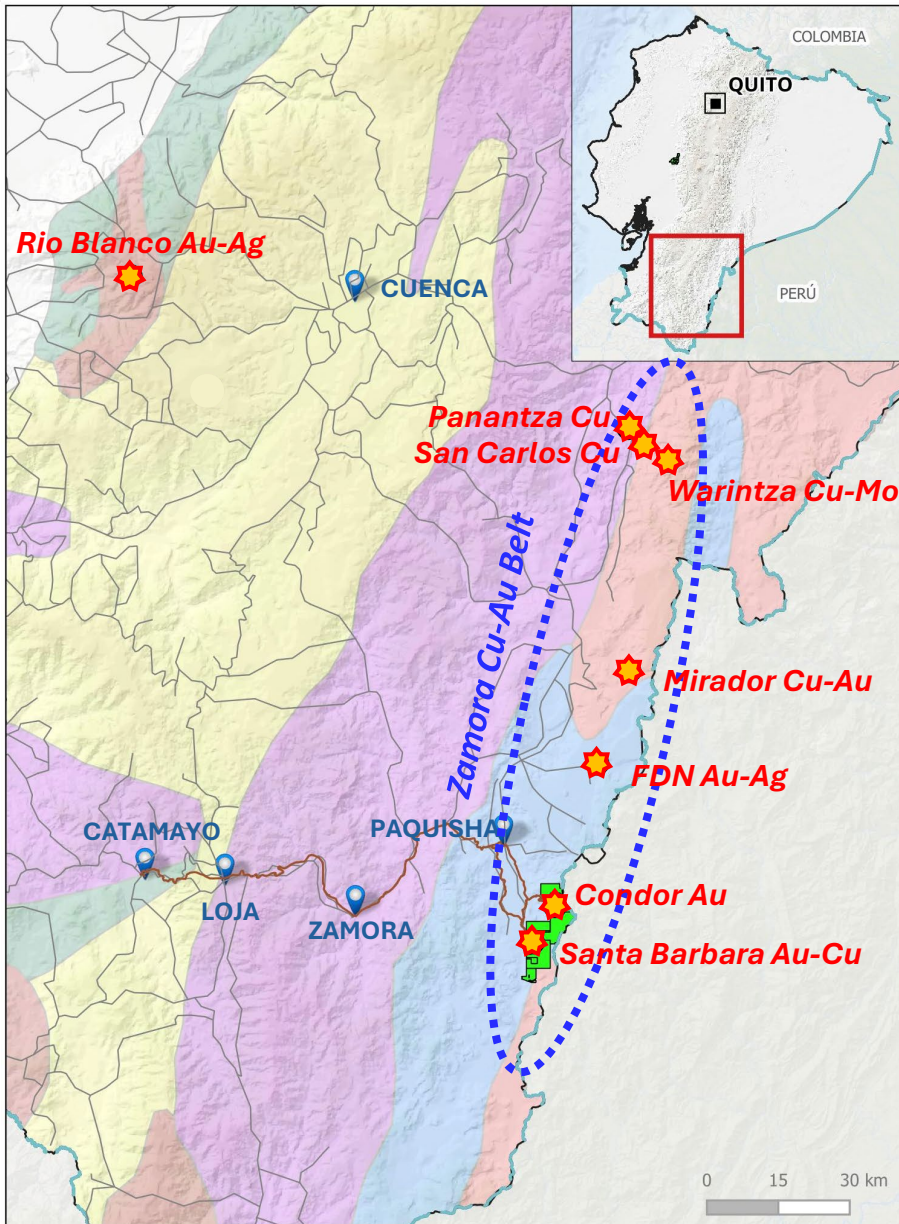 COLOMBIA
QUITO
PERÚ
Rio Blanco Au-Ag
CUENCA
Panantza Cu
San Carlos Cu
Warintza Cu-Mo
Zamora Cu-Au Belt
Mirador Cu-Au
FDN Au-Ag
PAQUISHA
CATAMAYO
LOJA
ZAMORA
Condor Au
Santa Barbara Au-Cu
0 15 30 km